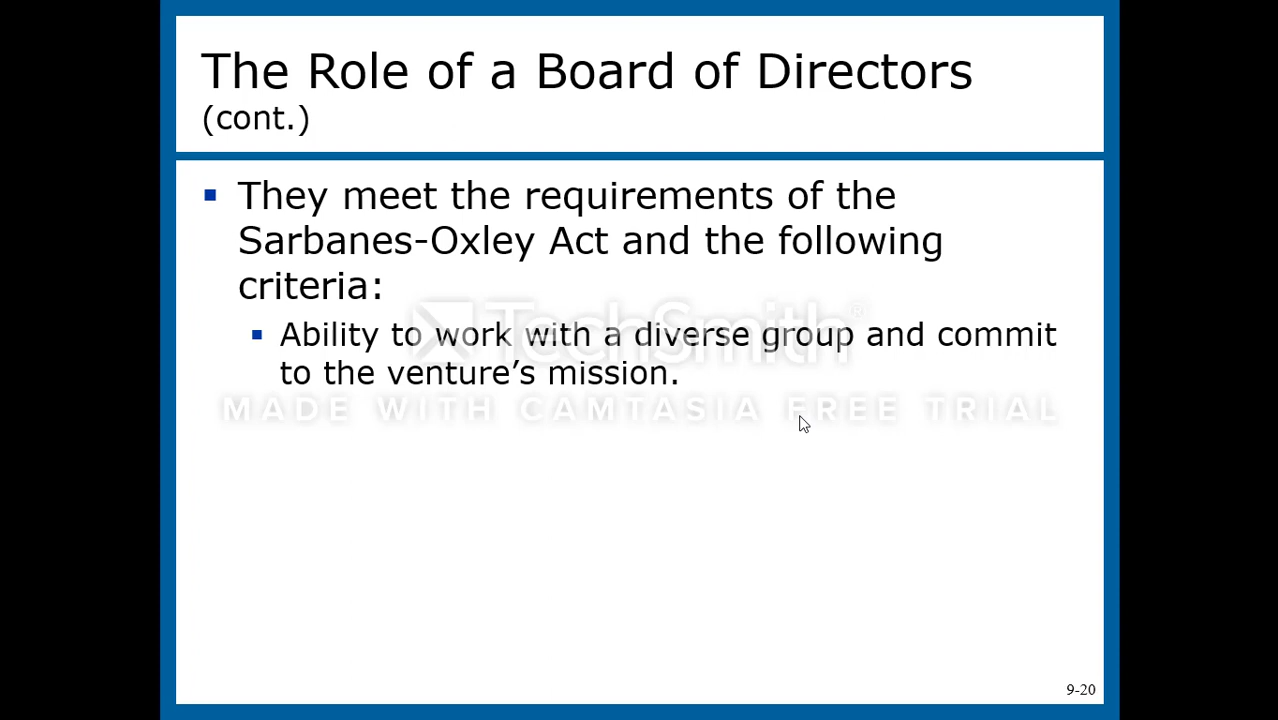 The Role of a Board of Directors
(cont.)
They meet the requirements of the
Sarbanes-Oxley Act and the following
criteria:
Ability to work with a diverse group and commit
to the venture’s mission.
TechSmith®
MADE WITH CAMTASIA FREE TRIAL
9-20